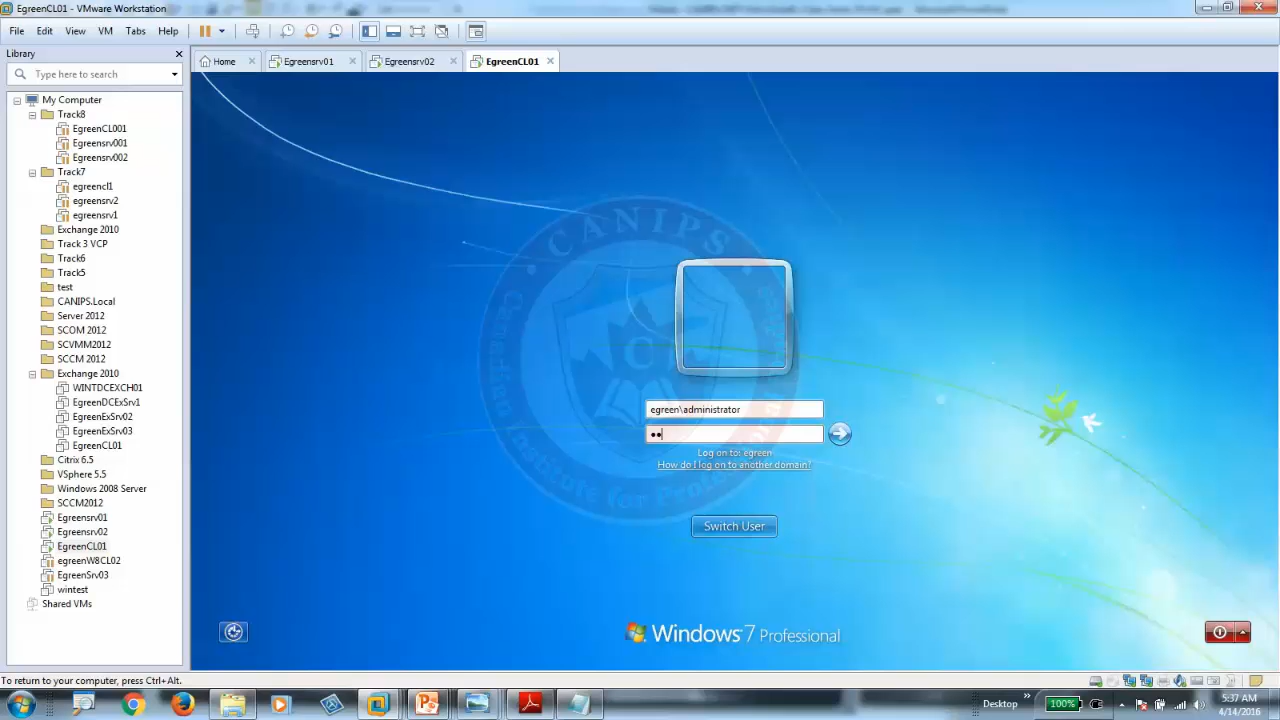 EgreenCL01 - VMware Workstation
File Edit View VM Tabs Help
Library
Type here to search
Home Egreensrv01 Egreensrv02 EgreenCL01
My Computer
Track8
EgreenCL001
Egreensrv001
Egreensrv002
Track7
egreencl1
egreensrv2
egreensrv1
Exchange 2010
Track 3 VCP
Track6
Track5
test
CANIPS.Local
Server 2012
SCOM 2012
SCVMM2012
SCCM 2012
Exchange 2010
WINTDCEXCH01
EgreenDCExSrv1
EgreenExSrv02
EgreenExSrv03
EgreenCL01
Citrix 6.5
VSphere 5.5
Windows 2008 Server
SCCM2012
Egreensrv01
Egreensrv02
EgreenCL01
egreenW8CL02
EgreenSrv03
wintest
Shared VMs
CANIPS
C
egreen\administrator
Log on to: egreen
How do I log on to another domain?
Switch User
Windows 7 Professional
To return to your computer, press Ctrl+Alt.
Desktop
100%
5:37 AM
4/14/2016